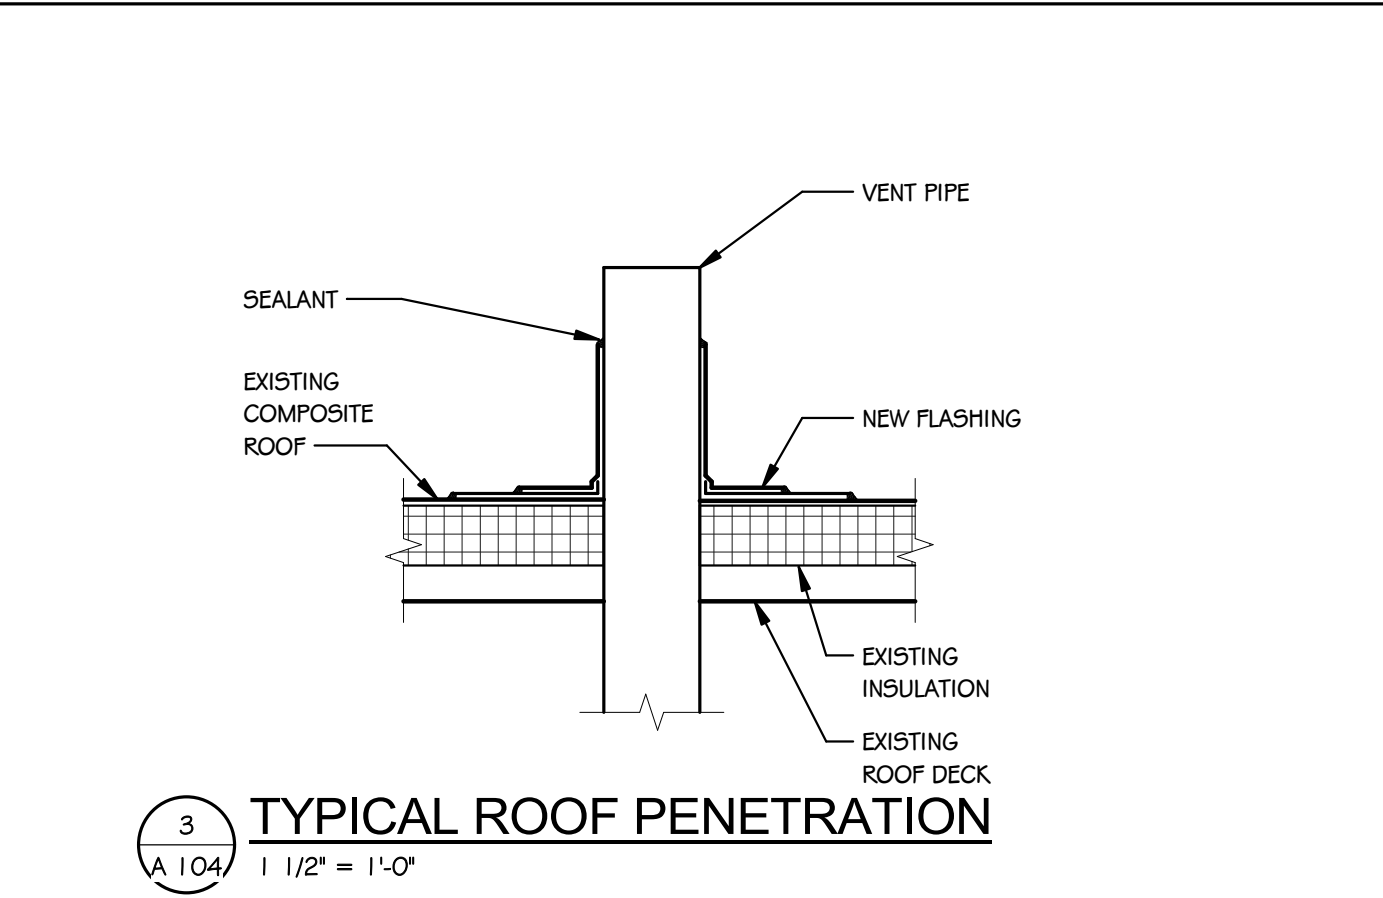 VENT PIPE
SEALANT
EXISTING
COMPOSITE
ROOF
NEW FLASHING
EXISTING
INSULATION
EXISTING
ROOF DECK
3
A 104
TYPICAL ROOF PENETRATION
1 1/2" = 1'-0"